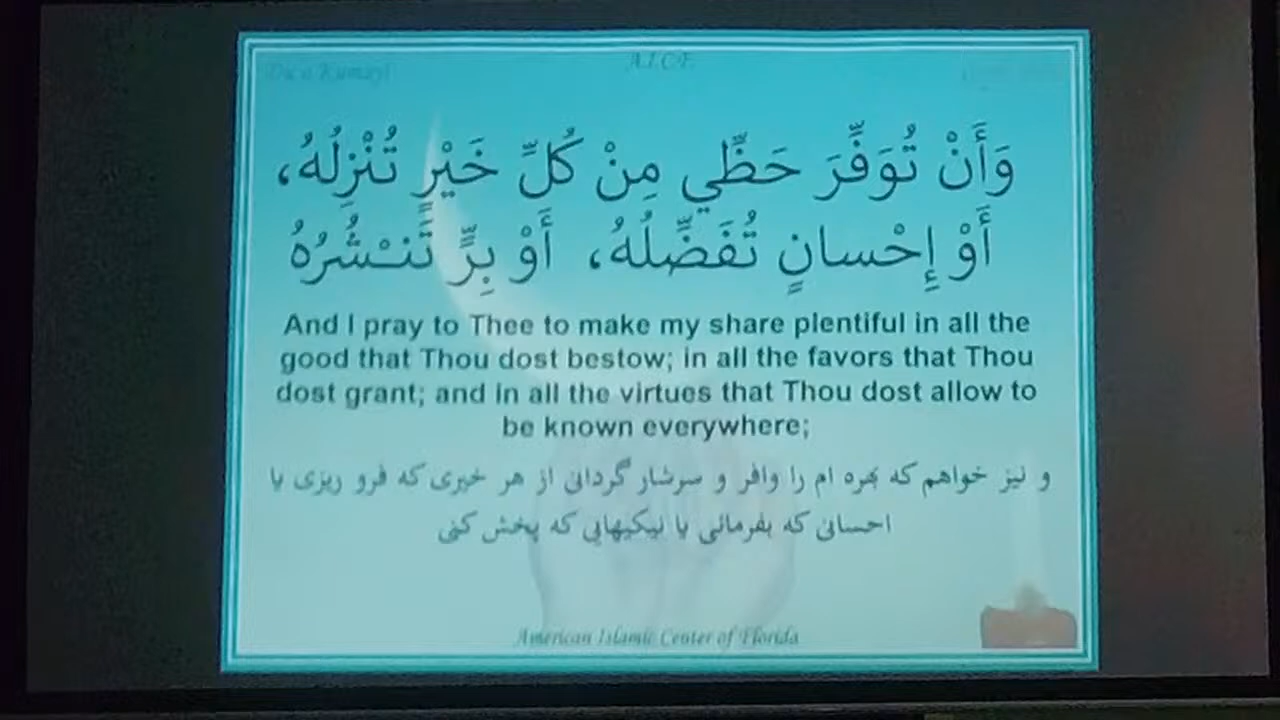 Du'a Kumayl
A.I.C.F.
وَأَنْ تُوَفِّرَ حَظِّي مِنْ كُلِّ خَيْرٍ تُنْزِلُهُ،
أَوْ إِحْسانٍ تُفَضِّلُهُ، أَوْ بِرٍّ تَنْشُرُهُ
And I pray to Thee to make my share plentiful in all the
good that Thou dost bestow; in all the favors that Thou
dost grant; and in all the virtues that Thou dost allow to
be known everywhere;
و نیز خواهم که بهره ام را وافر و سرشار گردانی از هر خیری که فرو ریزی یا
احسانی که بفرمائی یا نیکیهایی که پخش کنی
American Islamic Center of Florida